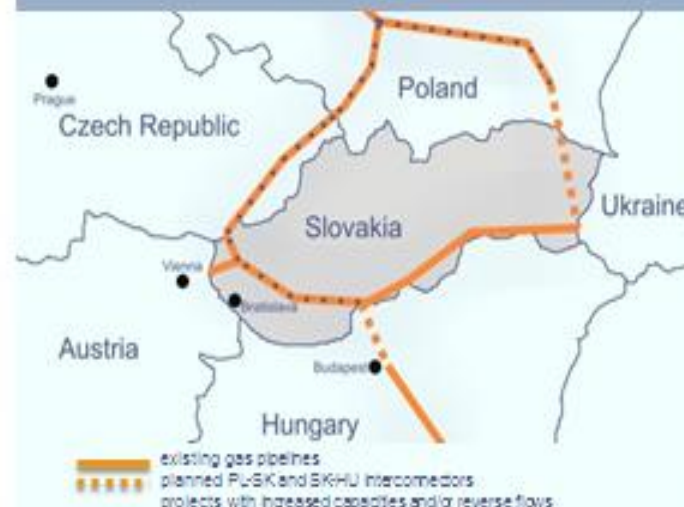 Poland
Prague
Czech Republic
Ukraine
Slovakia
Vienna
Bratislava
Austria
Budapest
Hungary
existing gas pipelines
planned PL-SK and SK-HU interconnectors
projects with increased capacities and/or reverse flows